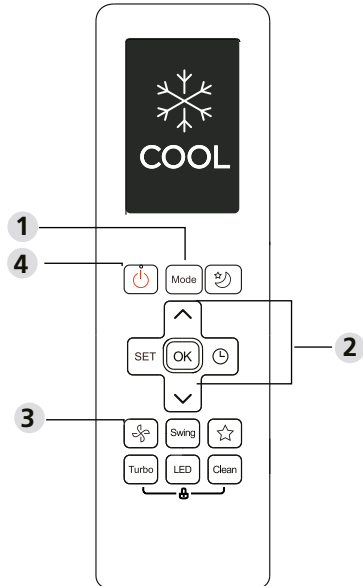 COOL
1
4
Mode
2
SET OK
3
Swing
Turbo LED Clean